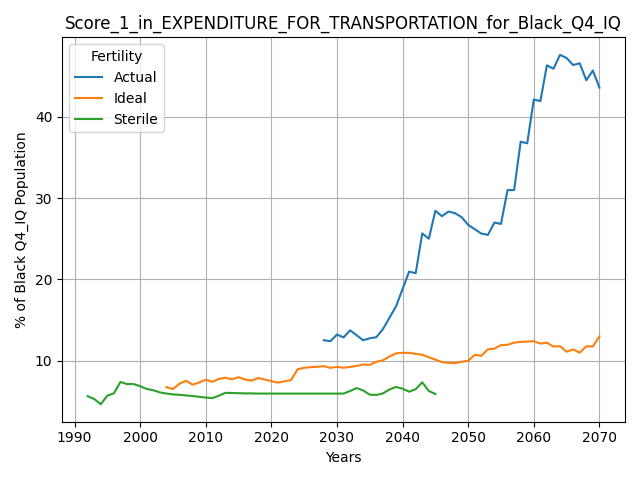 Score_1_in_EXPENDITURE_FOR_TRANSPORTATION_for_Black_Q4_IQ
Fertility
Actual
Ideal
Sterile
% of Black Q4_IQ Population
40
30
20
10
1990 2000 2010 2020 2030 2040 2050 2060 2070
Years